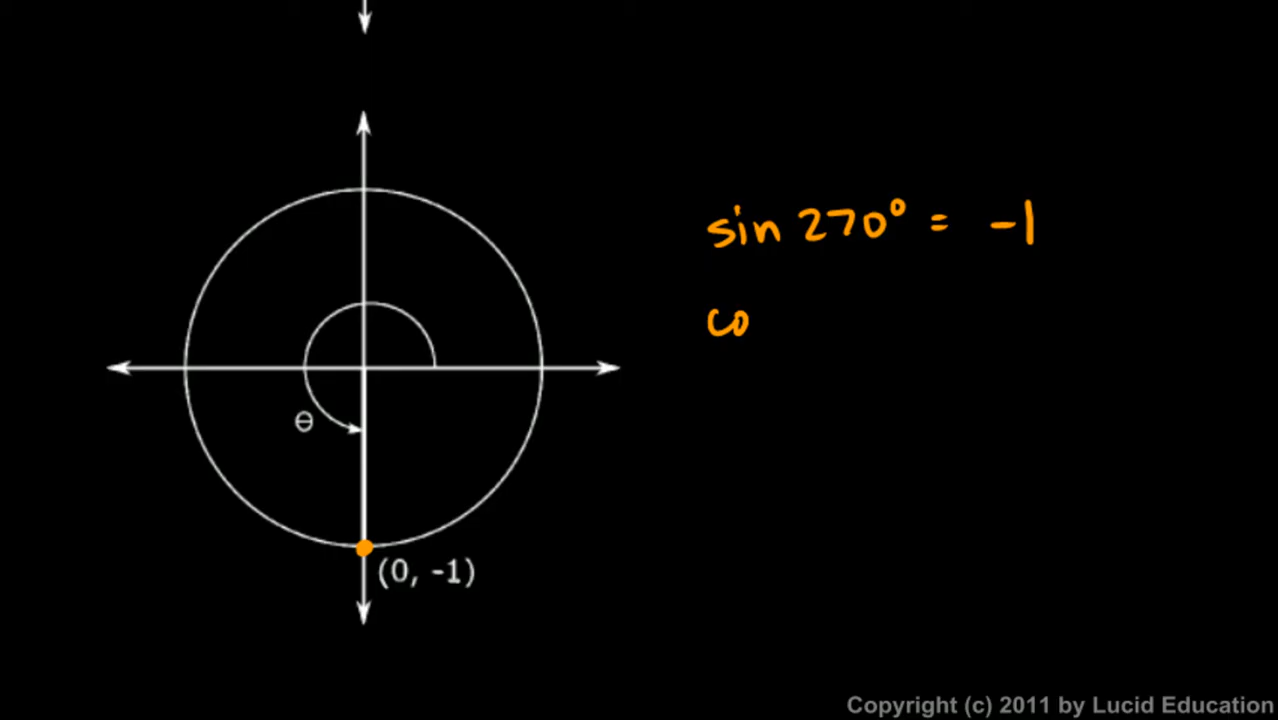 sin 270° = -1
co
θ
(0, -1)
Copyright (c) 2011 by Lucid Education